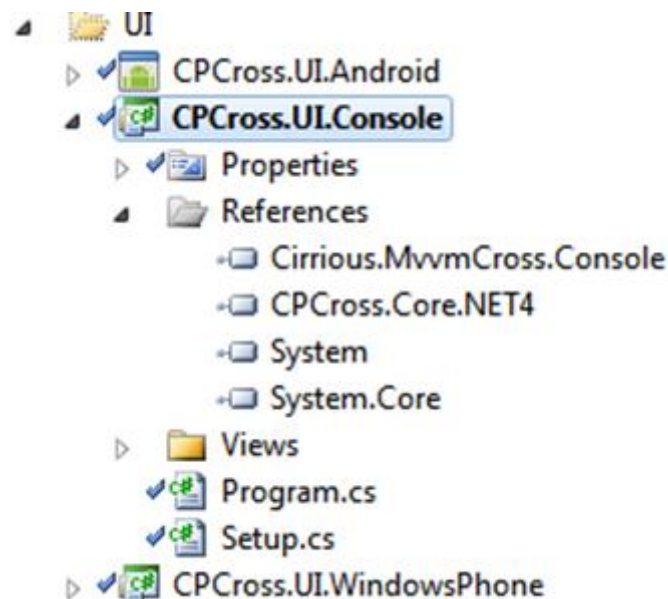 UI
CPCross.UI.Android
CPCross.UI.Console
Properties
References
Cirrious.MvvmCross.Console
CPCross.Core.NET4
System
System.Core
Views
Program.cs
Setup.cs
CPCross.UI.WindowsPhone